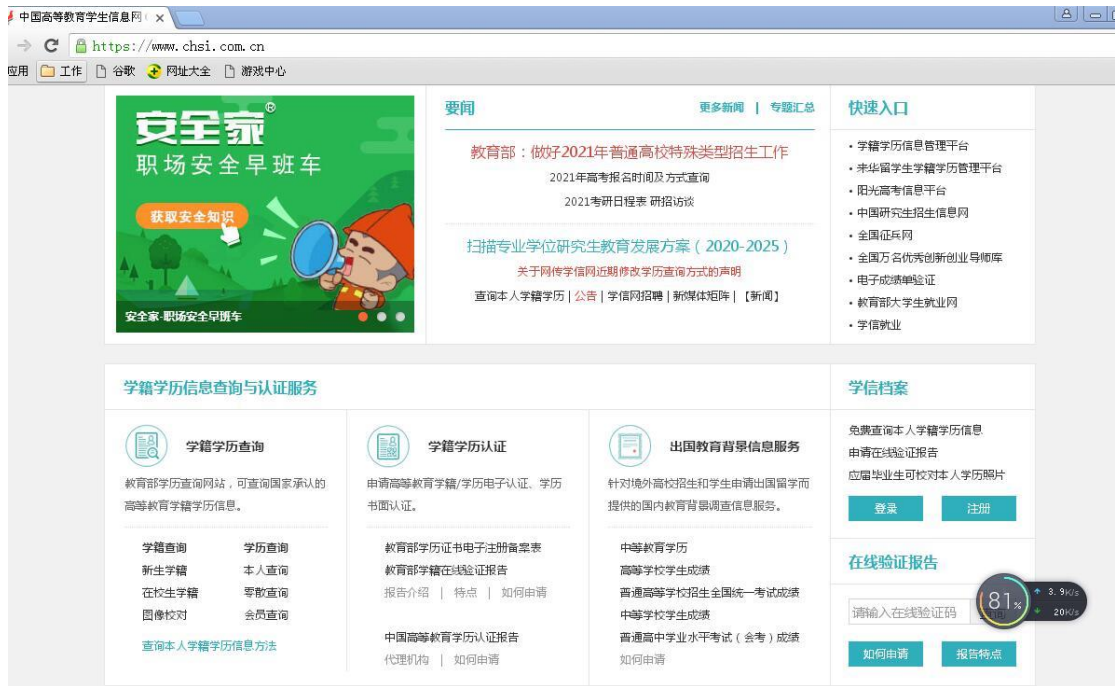 中国高等教育学生信息网（
https://www.chsi.com.cn
应用 工作 谷歌 网址大全 游戏中心
安全家®
职场安全早班车
获取安全知识
安全家-职场安全早班车
要闻 更多新闻 | 专题汇总
教育部：做好2021年普通高校特殊类型招生工作
2021年高考报名时间及方式查询
2021考研日程表 研招访谈
扫描专业学位研究生教育发展方案（2020-2025）
关于网传学信网近期修改学历查询方式的声明
查询本人学籍学历 | 公告 | 学信网招聘 | 新媒体矩阵 | 【新闻】
快速入口
· 学籍学历信息管理平台
· 来华留学生学籍学历管理平台
· 阳光高考信息平台
· 中国研究生招生信息网
· 全国征兵网
· 全国万名优秀创新创业导师库
· 电子成绩单验证
· 教育部大学生就业网
· 学信就业
学籍学历信息查询与认证服务
学籍学历查询
教育部学历查询网站，可查询国家承认的
高等教育学籍学历信息。
学籍查询 学历查询
新生学籍 本人查询
在校生学籍 零散查询
图像校对 会员查询
查询本人学籍学历信息方法
学籍学历认证
申请高等教育学籍/学历电子认证、学历
书面认证。
教育部学历证书电子注册备案表
教育部学籍在线验证报告
报告介绍 | 特点 | 如何申请
中国高等教育学历认证报告
代理机构 | 如何申请
出国教育背景信息服务
针对境外高校招生和学生申请出国留学而
提供的国内教育背景调查信息服务。
中等教育学历
高等学校学生成绩
普通高等学校招生全国统一考试成绩
中等学校学生成绩
普通高中学业水平考试（会考）成绩
如何申请
学信档案
免费查询本人学籍学历信息
申请在线验证报告
应届毕业生可校对本人学历照片
登录 注册
在线验证报告
请输入在线验证码
81%
3.9K/s
20K/s
如何申请 报告特点